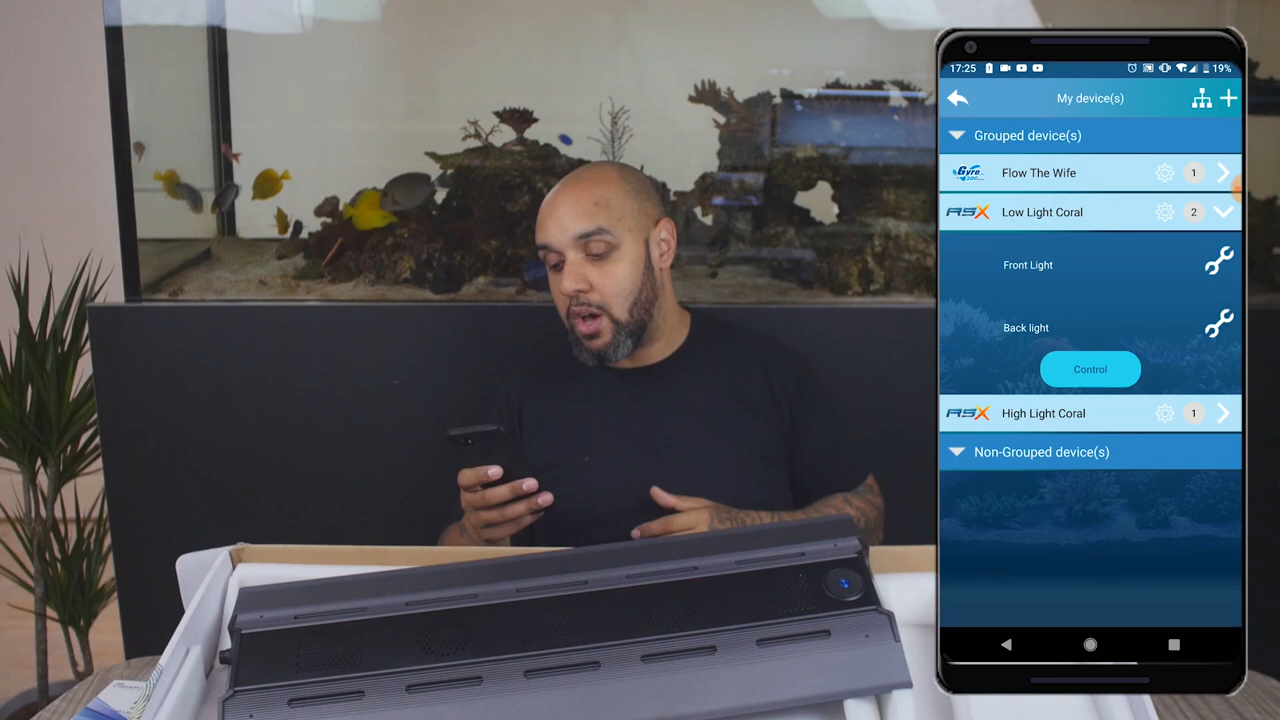 17:25
19%
My device(s)
Grouped device(s)
Gyro Flow The Wife 1
RSX Low Light Coral 2
Front Light
Back light
Control
RSX High Light Coral 1
Non-Grouped device(s)